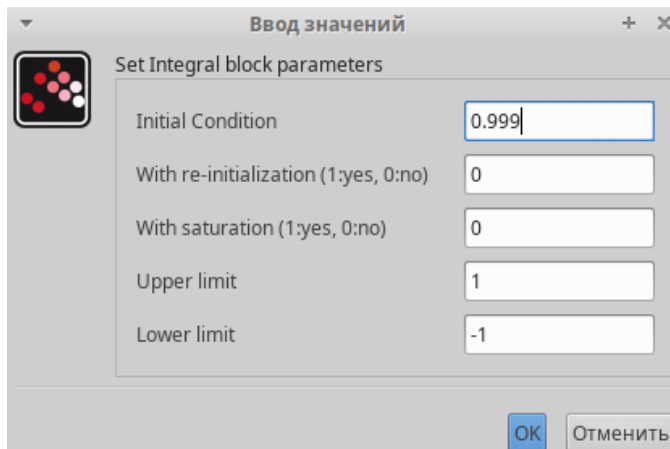 Ввод значений
Set Integral block parameters
Initial Condition 0.999
With re-initialization (1:yes, 0:no) 0
With saturation (1:yes, 0:no) 0
Upper limit 1
Lower limit -1
OK Отменить